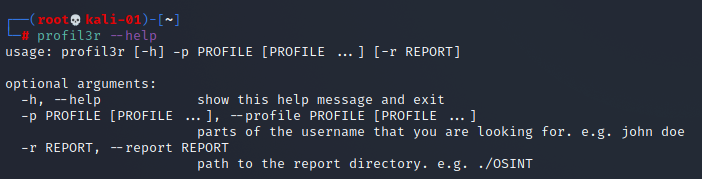 ┌──(root💀kali-01)-[~]
└─# profil3r --help
usage: profil3r [-h] -p PROFILE [PROFILE ...] [-r REPORT]

optional arguments:
  -h, --help            show this help message and exit
  -p PROFILE [PROFILE ...], --profile PROFILE [PROFILE ...]
                        parts of the username that you are looking for. e.g. john doe
  -r REPORT, --report REPORT
                        path to the report directory. e.g. ./OSINT